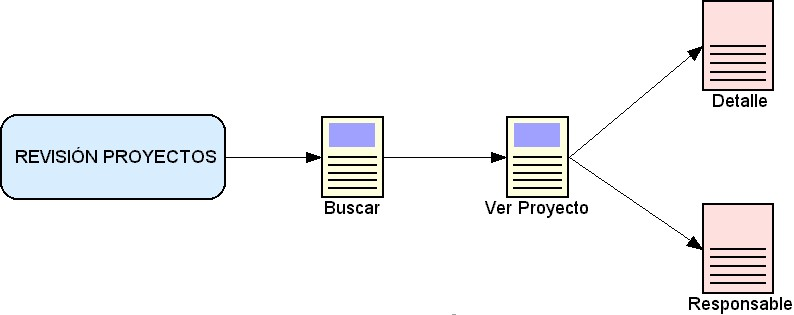 REVISIÓN PROYECTOS
Buscar
Ver Proyecto
Detalle
Responsable